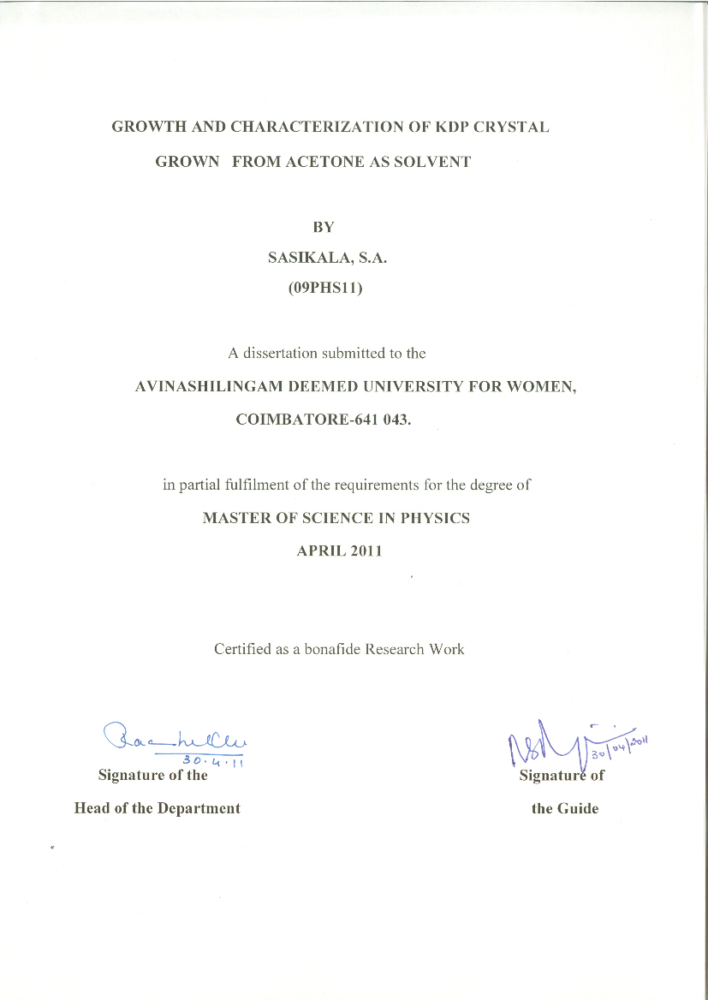 GROWTH AND CHARACTERIZATION OF KDP CRYSTAL
GROWN FROM ACETONE AS SOLVENT
BY
SASIKALA, S.A.
(09PHS11)
A dissertation submitted to the
AVINASHILINGAM DEEMED UNIVERSITY FOR WOMEN,
COIMBATORE-641 043.
in partial fulfilment of the requirements for the degree of
MASTER OF SCIENCE IN PHYSICS
APRIL 2011
Certified as a bonafide Research Work
30.4.11
30/04/2011
Signature of the
Signature of
Head of the Department
the Guide